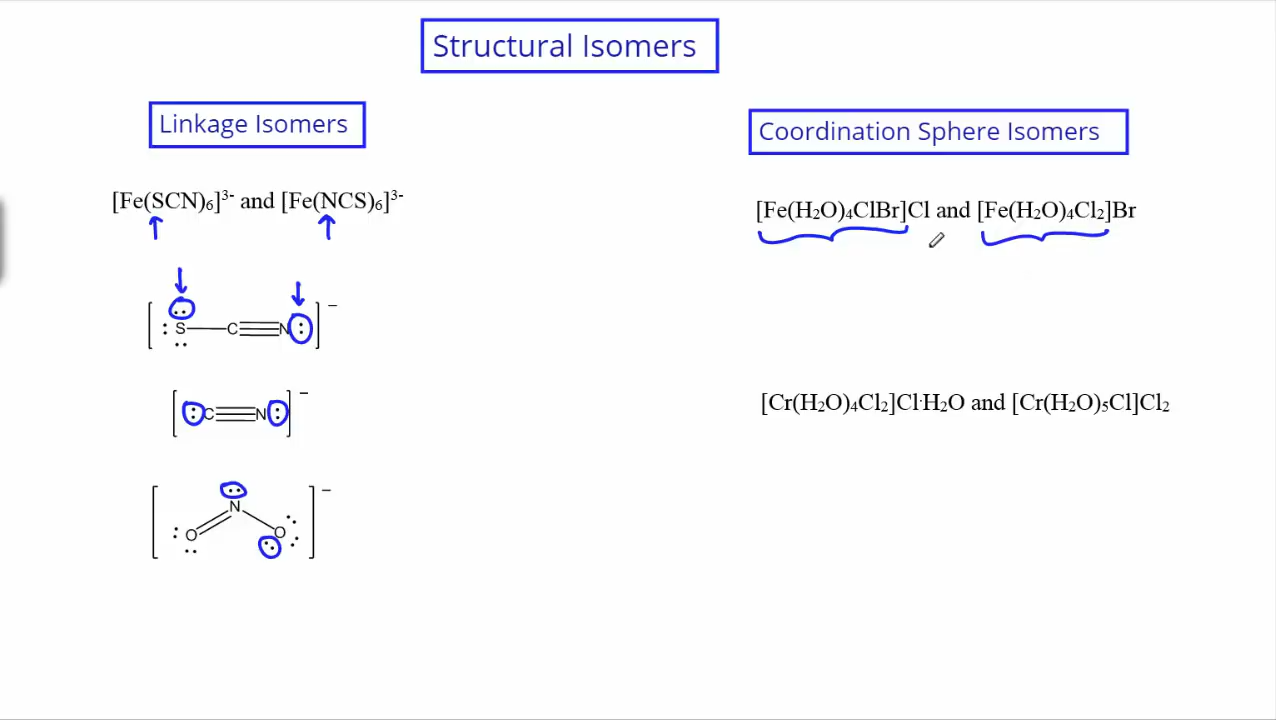 Structural Isomers
Linkage Isomers
[Fe(SCN)₆]³⁻ and [Fe(NCS)₆]³⁻
[:S—C≡N:]⁻
[:C≡N:]⁻
N
[:O O]⁻
Coordination Sphere Isomers
[Fe(H₂O)₄ClBr]Cl and [Fe(H₂O)₄Cl₂]Br
[Cr(H₂O)₄Cl₂]Cl·H₂O and [Cr(H₂O)₅Cl]Cl₂